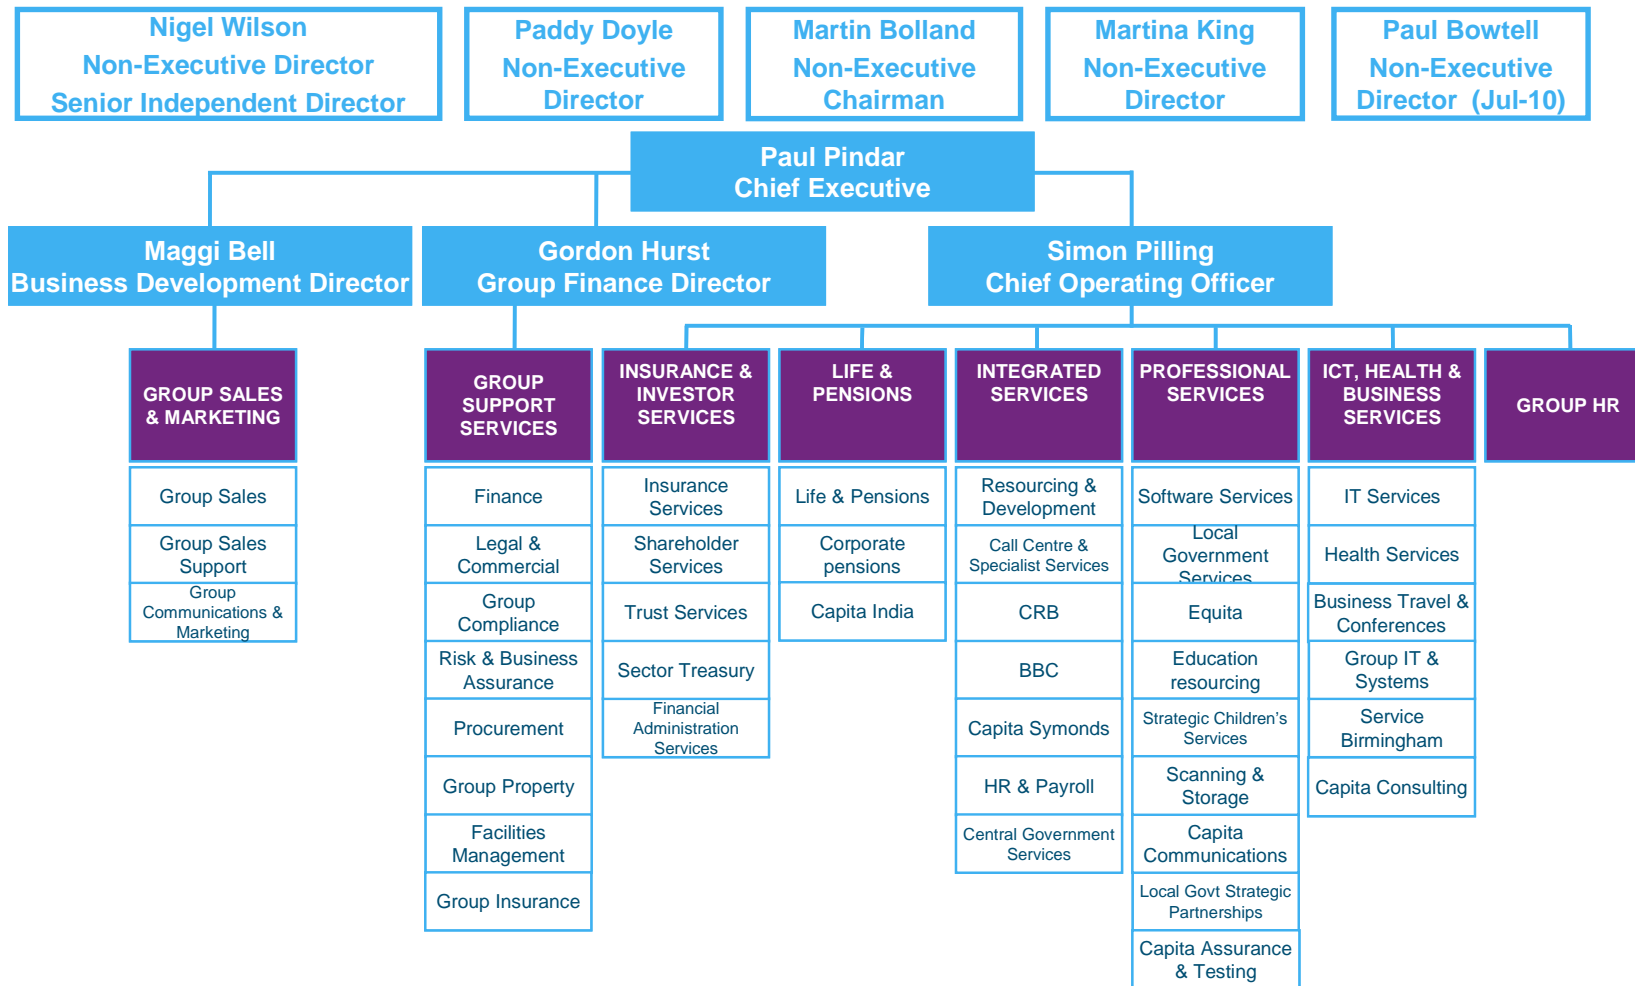 Nigel Wilson
Non-Executive Director
Senior Independent Director
Paddy Doyle
Non-Executive
Director
Martin Bolland
Non-Executive
Chairman
Martina King
Non-Executive
Director
Paul Bowtell
Non-Executive
Director (Jul-10)
Paul Pindar
Chief Executive
Maggi Bell
Business Development Director
Gordon Hurst
Group Finance Director
Simon Pilling
Chief Operating Officer
GROUP SALES
& MARKETING
Group Sales
Group Sales
Support
Group
Communications &
Marketing
GROUP
SUPPORT
SERVICES
Finance
Legal &
Commercial
Group
Compliance
Risk & Business
Assurance
Procurement
Group Property
Facilities
Management
Group Insurance
INSURANCE &
INVESTOR
SERVICES
Insurance
Services
Shareholder
Services
Trust Services
Sector Treasury
Financial
Administration
Services
LIFE &
PENSIONS
Life & Pensions
Corporate
pensions
Capita India
INTEGRATED
SERVICES
Resourcing &
Development
Call Centre &
Specialist Services
CRB
BBC
Capita Symonds
HR & Payroll
Central Government
Services
PROFESSIONAL
SERVICES
Software Services
Local
Government
Services
Equita
Education
resourcing
Strategic Children's
Services
Scanning &
Storage
Capita
Communications
Local Govt Strategic
Partnerships
Capita Assurance
& Testing
ICT, HEALTH &
BUSINESS
SERVICES
IT Services
Health Services
Business Travel &
Conferences
Group IT &
Systems
Service
Birmingham
Capita Consulting
GROUP HR